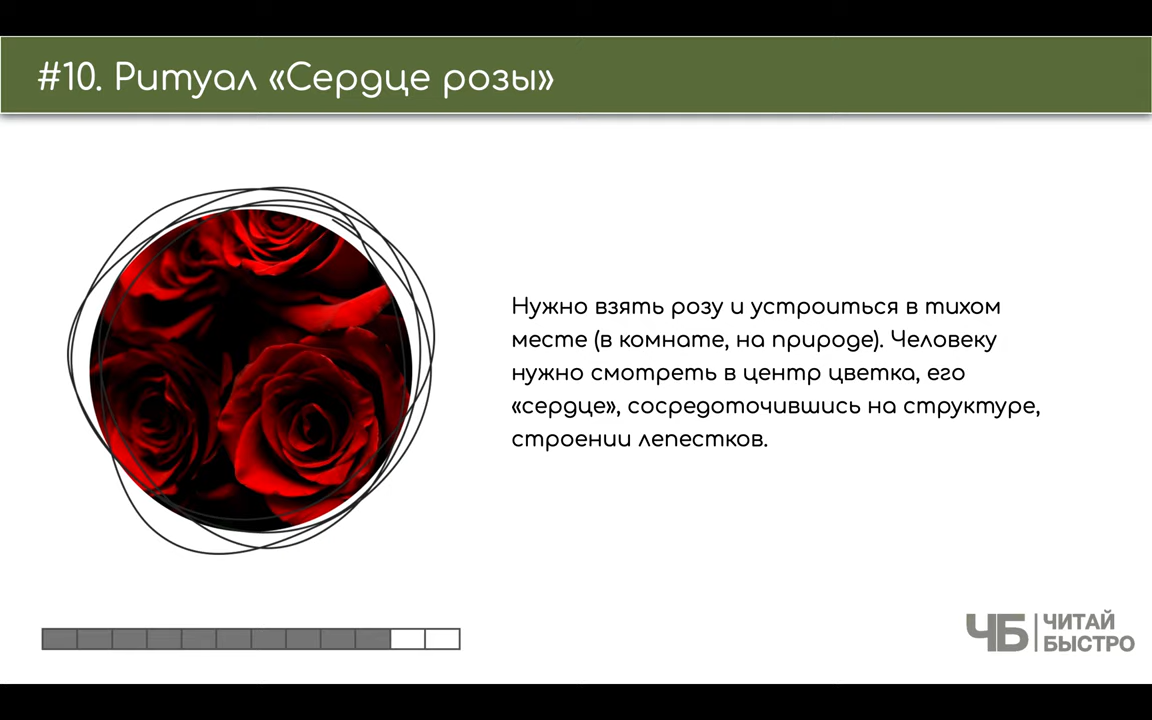 #10. Ритуал «Сердце розы»
Нужно взять розу и устроиться в тихом
месте (в комнате, на природе). Человеку
нужно смотреть в центр цветка, его
«сердце», сосредоточившись на структуре,
строении лепестков.
ЧБ
ЧИТАЙ
БЫСТРО